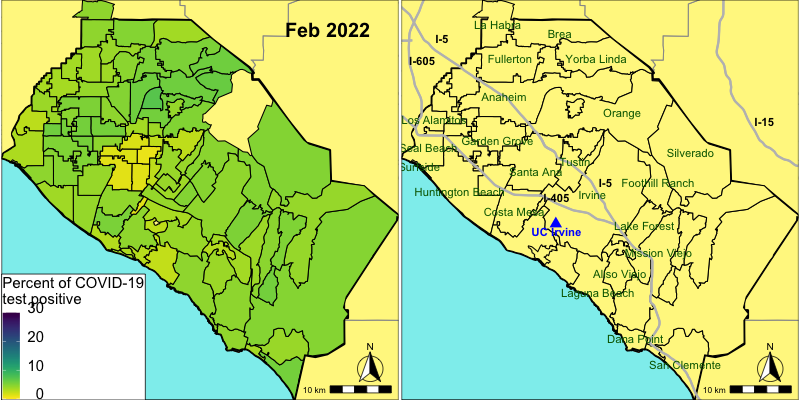 Feb 2022
Percent of COVID-19
test positive
30
20
10
0
N
10 km
La Habra
I-5
Brea
I-605
Fullerton
Yorba Linda
Anaheim
Orange
Los Alamitos
I-15
Garden Grove
Seal Beach
Silverado
Tustin
Sunside
Santa Ana
I-5
Foothill Ranch
Huntington Beach
Irvine
I-405
Costa Mesa
Lake Forest
UC Irvine
Mission Viejo
Aliso Viejo
Laguna Beach
Dana Point
San Clemente
N
10 km